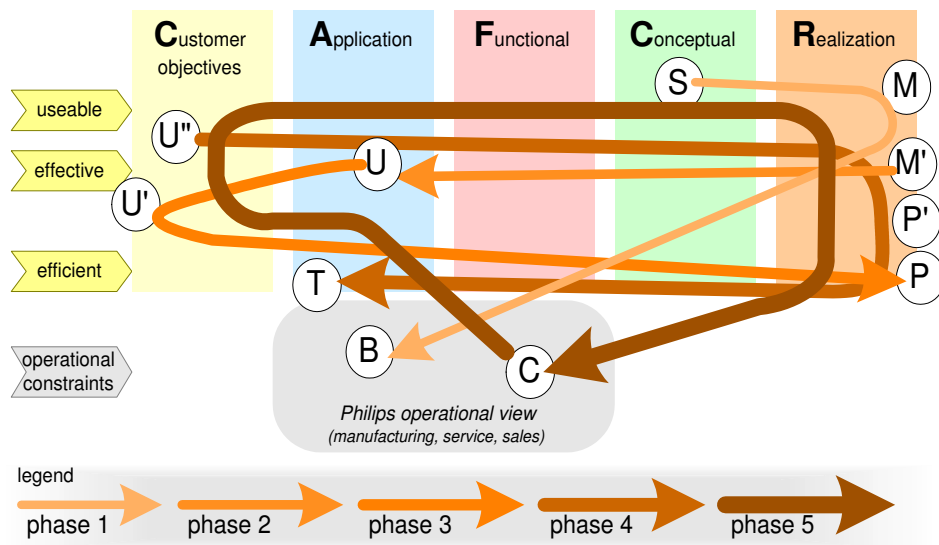 Customer objectives
Application
Functional
Conceptual
Realization
useable
effective
efficient
operational
constraints
S
M
U"
U
M'
U'
P'
T
P
B
C
Philips operational view
(manufacturing, service, sales)
legend
phase 1
phase 2
phase 3
phase 4
phase 5